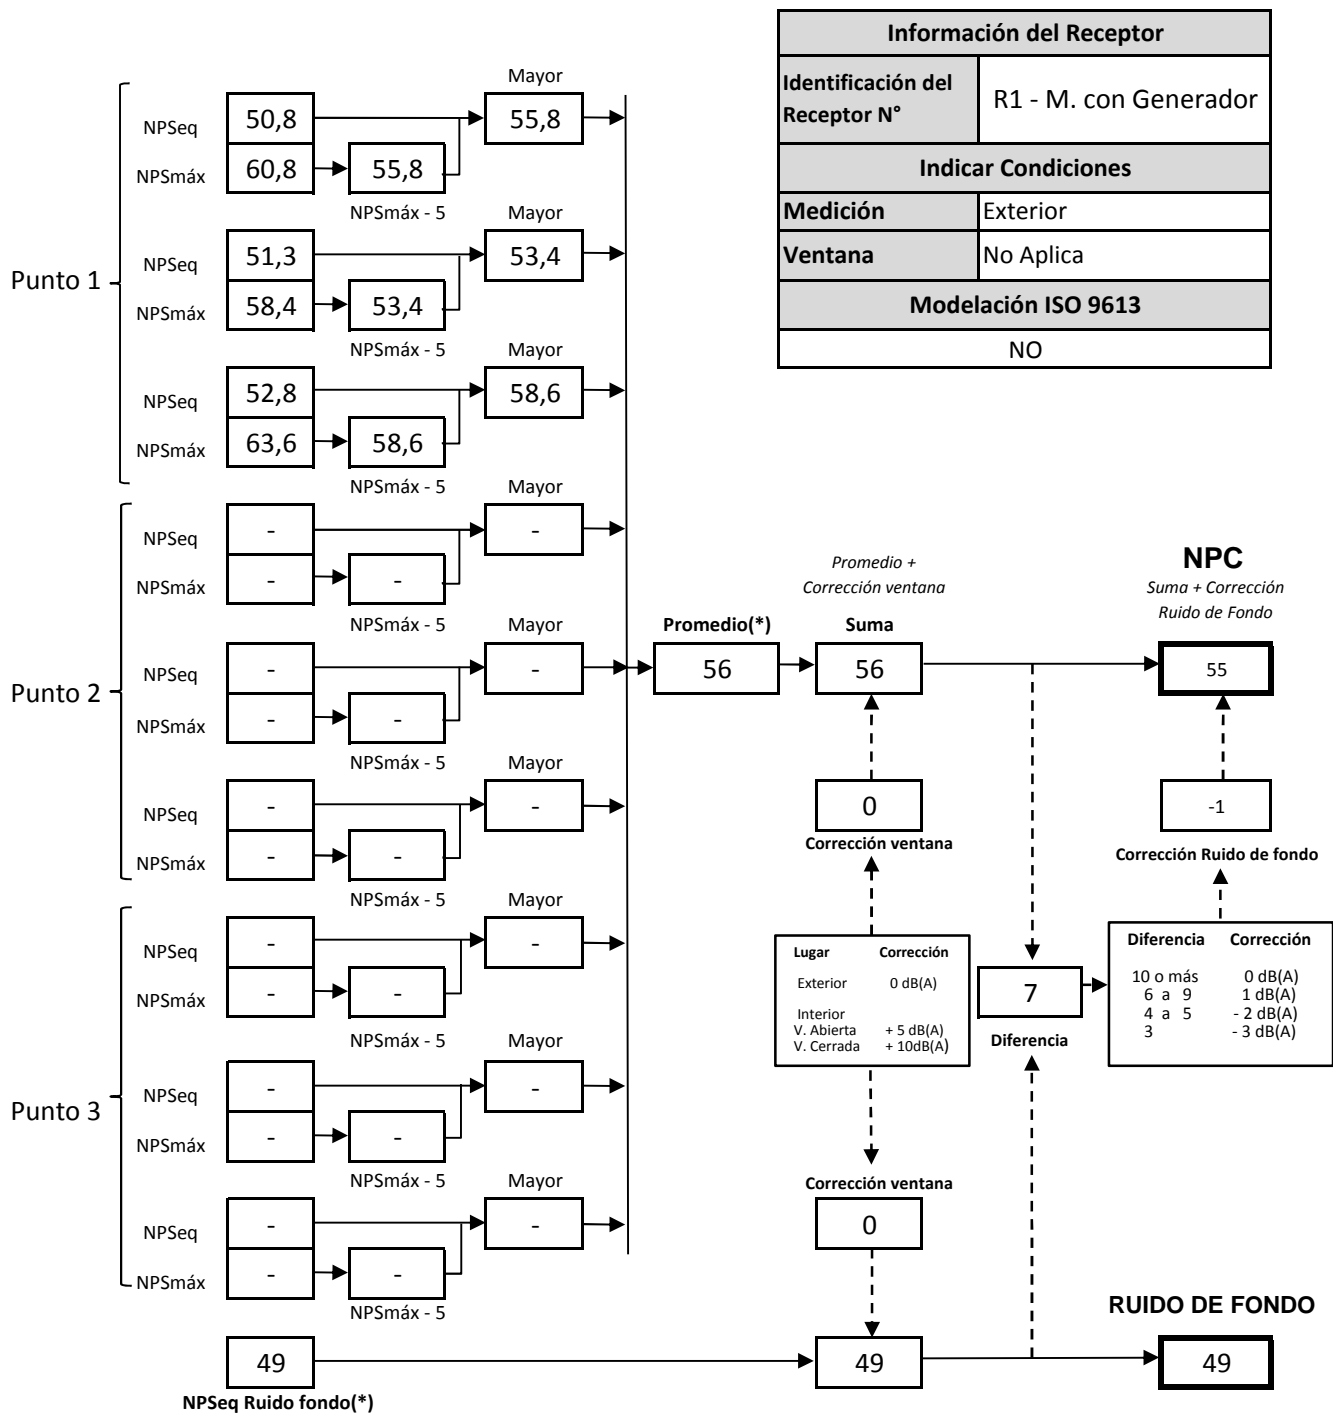 Información del Receptor
Identificación del
Receptor N°
R1 - M. con Generador
Indicar Condiciones
Medición
Exterior
Ventana
No Aplica
Modelación ISO 9613
NO
Punto 1
Mayor
NPSeq
50,8
55,8
NPSmáx
60,8
55,8
NPSmáx - 5
Mayor
NPSeq
51,3
53,4
NPSmáx
58,4
53,4
NPSmáx - 5
Mayor
NPSeq
52,8
58,6
NPSmáx
63,6
58,6
NPSmáx - 5
Punto 2
Mayor
NPSeq
-
-
NPSmáx
-
-
NPSmáx - 5
Mayor
NPSeq
-
-
NPSmáx
-
-
NPSmáx - 5
Mayor
NPSeq
-
-
NPSmáx
-
-
NPSmáx - 5
Punto 3
Mayor
NPSeq
-
-
NPSmáx
-
-
NPSmáx - 5
Mayor
NPSeq
-
-
NPSmáx
-
-
NPSmáx - 5
Mayor
NPSeq
-
-
NPSmáx
-
-
NPSmáx - 5
Promedio(*)
56
Promedio +
Corrección ventana
Suma
56
NPC
Suma + Corrección
Ruido de Fondo
55
0
Corrección ventana
-1
Corrección Ruido de fondo
Lugar Corrección
Exterior 0 dB(A)
Interior
V. Abierta + 5 dB(A)
V. Cerrada + 10dB(A)
7
Diferencia
Diferencia Corrección
10 o más 0 dB(A)
6 a 9 1 dB(A)
4 a 5 - 2 dB(A)
3 - 3 dB(A)
Corrección ventana
0
RUIDO DE FONDO
49
49
49
NPSeq Ruido fondo(*)